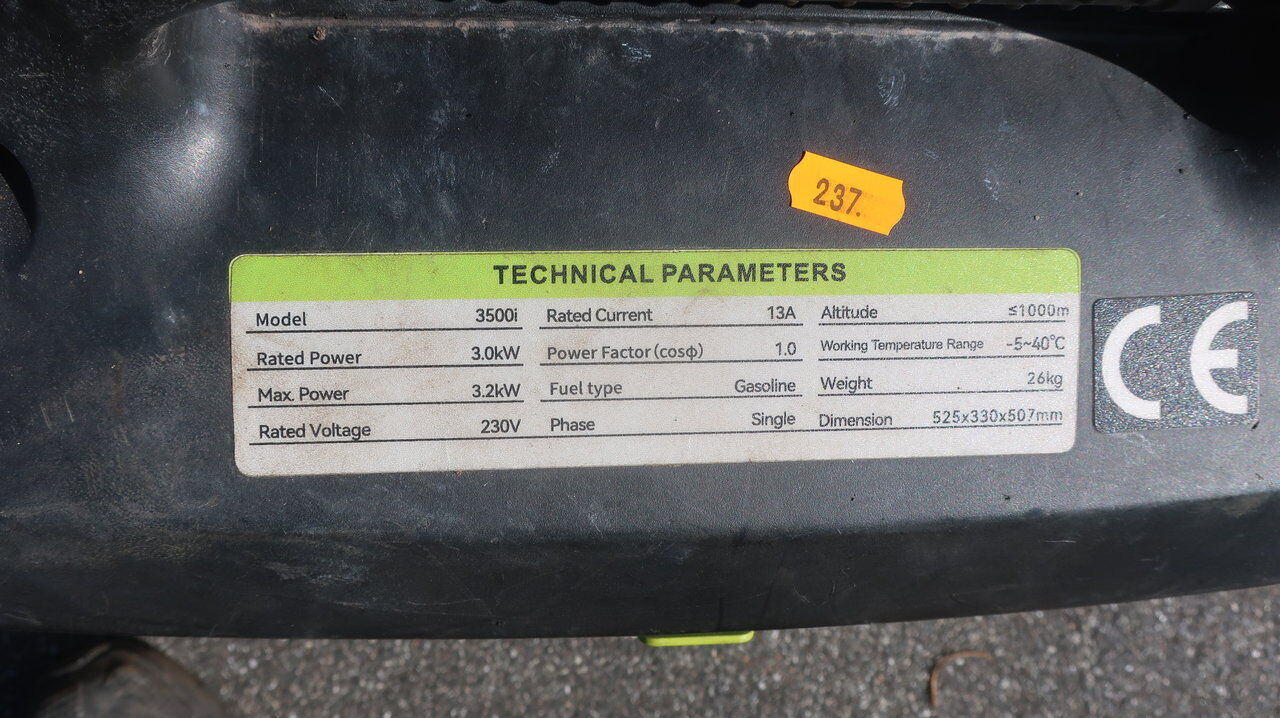 237.
TECHNICAL PARAMETERS
Model 3500i
Rated Power 3.0kW
Max. Power 3.2kW
Rated Voltage 230V
Rated Current 13A
Power Factor (cosф) 1.0
Fuel type Gasoline
Phase Single
Altitude ≤1000m
Working Temperature Range -5~40℃
Weight 26kg
Dimension 525x330x507mm
CE